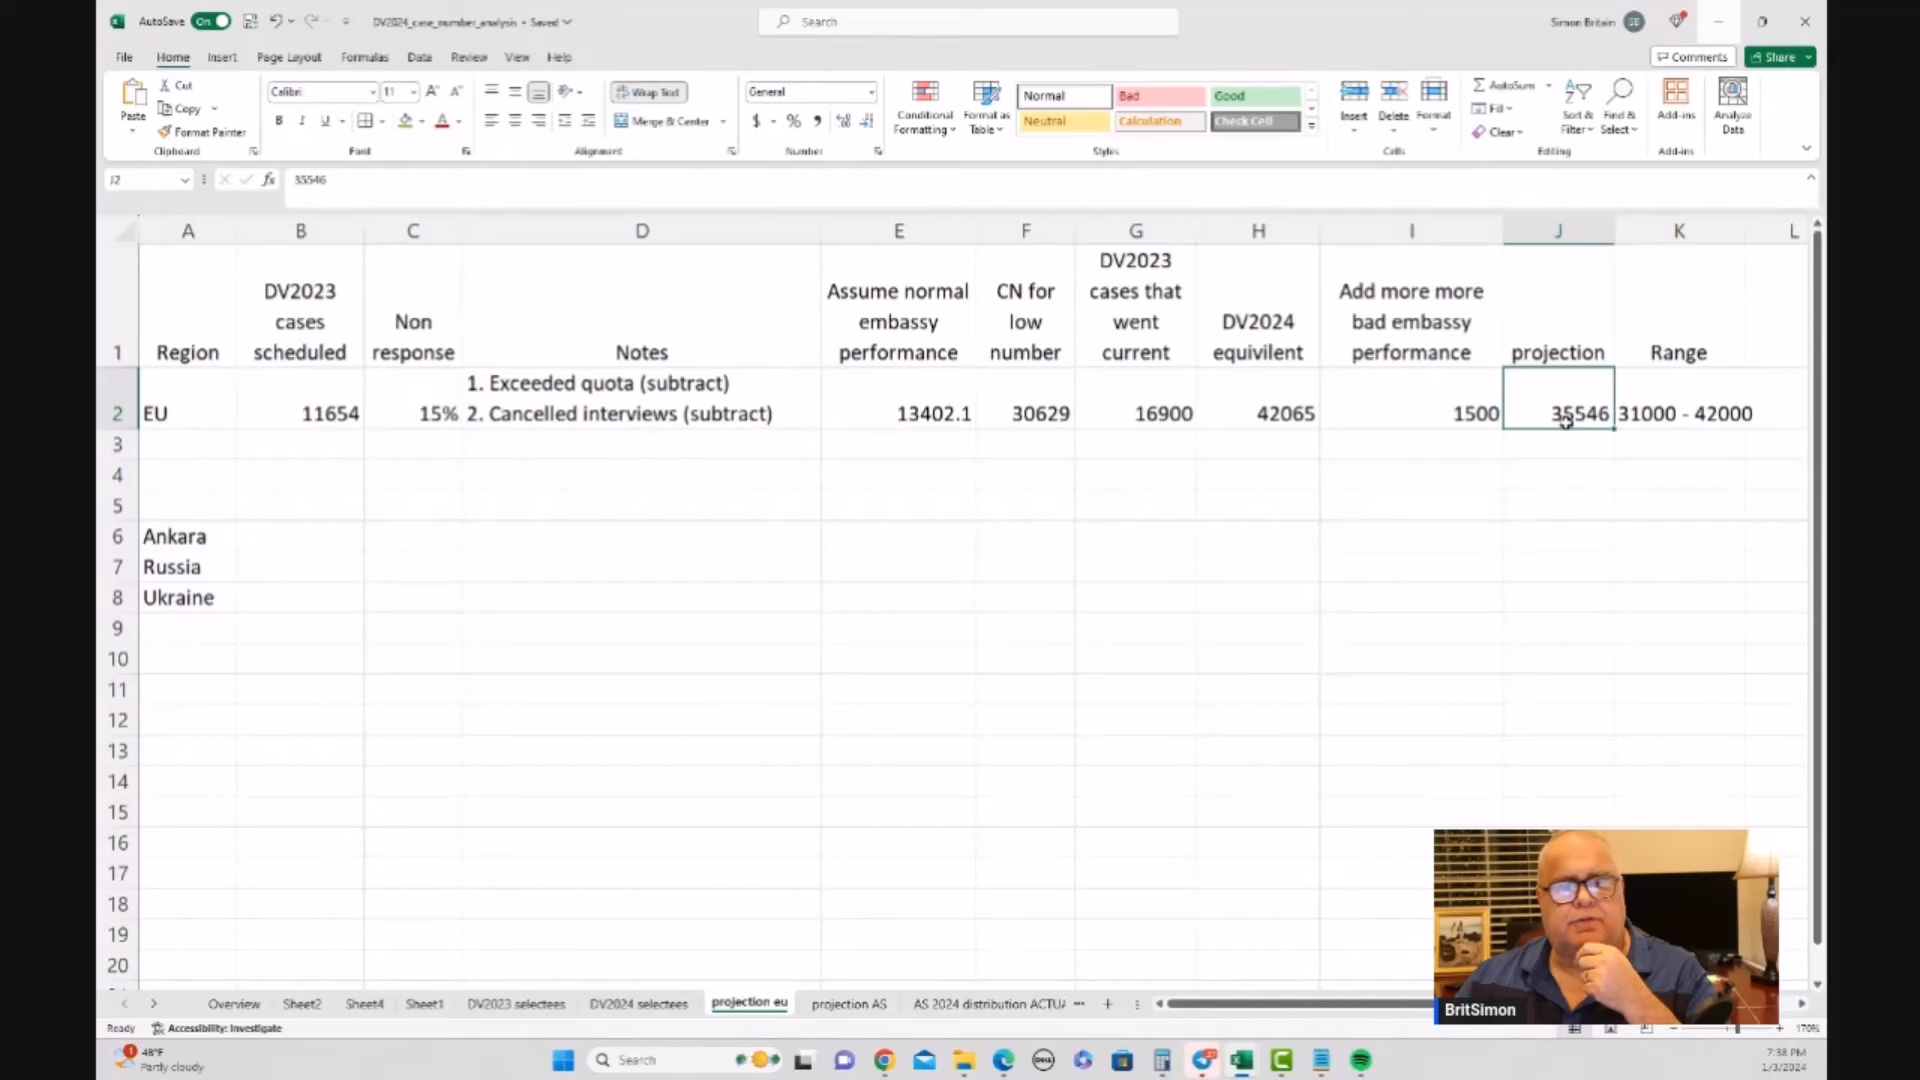 AutoSave On DV2024_case_number_analysis • Saved Search Simon Britain SB
File Home Insert Page Layout Formulas Data Review View Help Comments Share
Paste Cut Copy Format Painter Clipboard
Calibri 11 B I U Font
Wrap Text Merge & Center Alignment
General $ % Number
Conditional Formatting Format as Table Normal Bad Good Neutral Calculation Check Cell Styles
Insert Delete Format Cells
AutoSum Fill Clear Sort & Filter Find & Select Editing
Add-ins Add-ins
Analyze Data
J2 fx 35546
A B C D E F G H I J K L
1 Region DV2023 cases scheduled Non response Notes Assume normal embassy performance CN for low number DV2023 cases that went current DV2024 equivilent Add more more bad embassy performance projection Range
1. Exceeded quota (subtract)
2 EU 11654 15% 2. Cancelled interviews (subtract) 13402.1 30629 16900 42065 1500 35546 31000 - 42000
3
4
5
6 Ankara
7 Russia
8 Ukraine
9
10
11
12
13
14
15
16
17
18
19
20
BritSimon
Overview Sheet2 Sheet4 Sheet1 DV2023 selectees DV2024 selectees projection eu projection AS AS 2024 distribution ACTUA
Ready Accessibility: Investigate 170%
1 48°F
Partly cloudy
Search
DELL
7:38 PM
1/3/2024